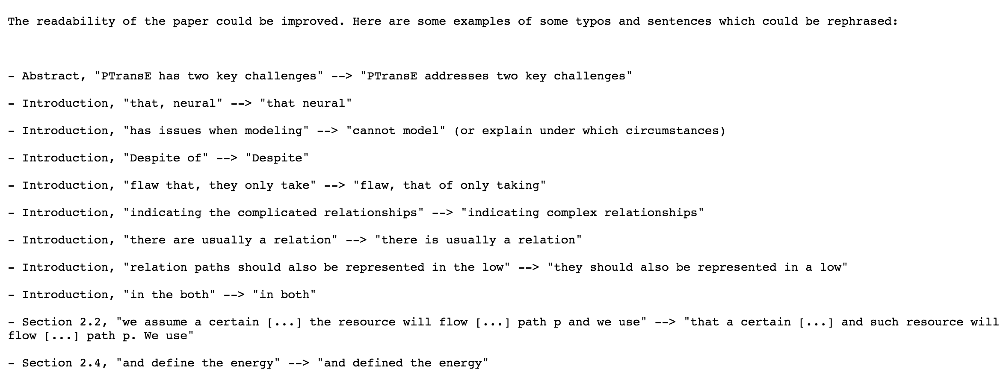 The readability of the paper could be improved. Here are some examples of some typos and sentences which could be rephrased:
- Abstract, "PTransE has two key challenges" --> "PTransE addresses two key challenges"
- Introduction, "that, neural" --> "that neural"
- Introduction, "has issues when modeling" --> "cannot model" (or explain under which circumstances)
- Introduction, "Despite of" --> "Despite"
- Introduction, "flaw that, they only take" --> "flaw, that of only taking"
- Introduction, "indicating the complicated relationships" --> "indicating complex relationships"
- Introduction, "there are usually a relation" --> "there is usually a relation"
- Introduction, "relation paths should also be represented in the low" --> "they should also be represented in a low"
- Introduction, "in the both" --> "in both"
- Section 2.2, "we assume a certain [...] the resource will flow [...] path p and we use" --> "that a certain [...] and such resource will
flow [...] path p. We use"
- Section 2.4, "and define the energy" --> "and defined the energy"